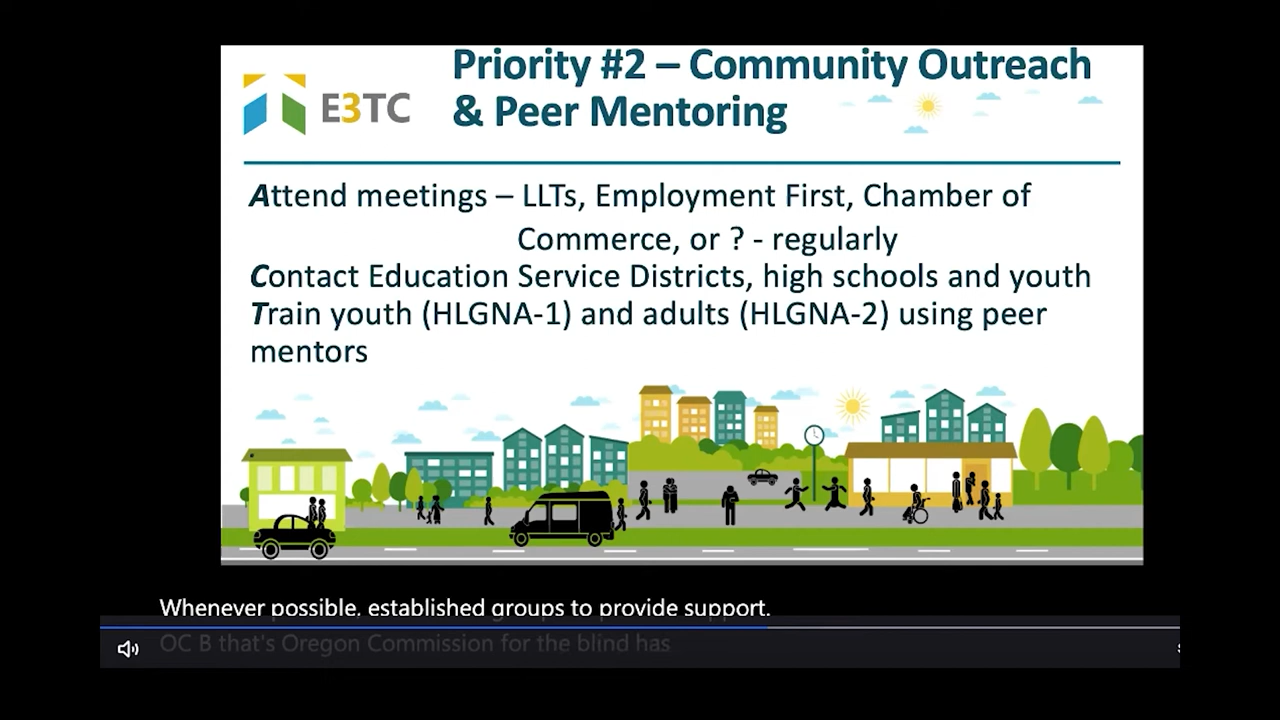 Priority #2 – Community Outreach
& Peer Mentoring
E3TC
Attend meetings – LLTs, Employment First, Chamber of
Commerce, or ? - regularly
Contact Education Service Districts, high schools and youth
Train youth (HLGNA-1) and adults (HLGNA-2) using peer
mentors
Whenever possible, established groups to provide support.
OC B that's Oregon Commission for the blind has